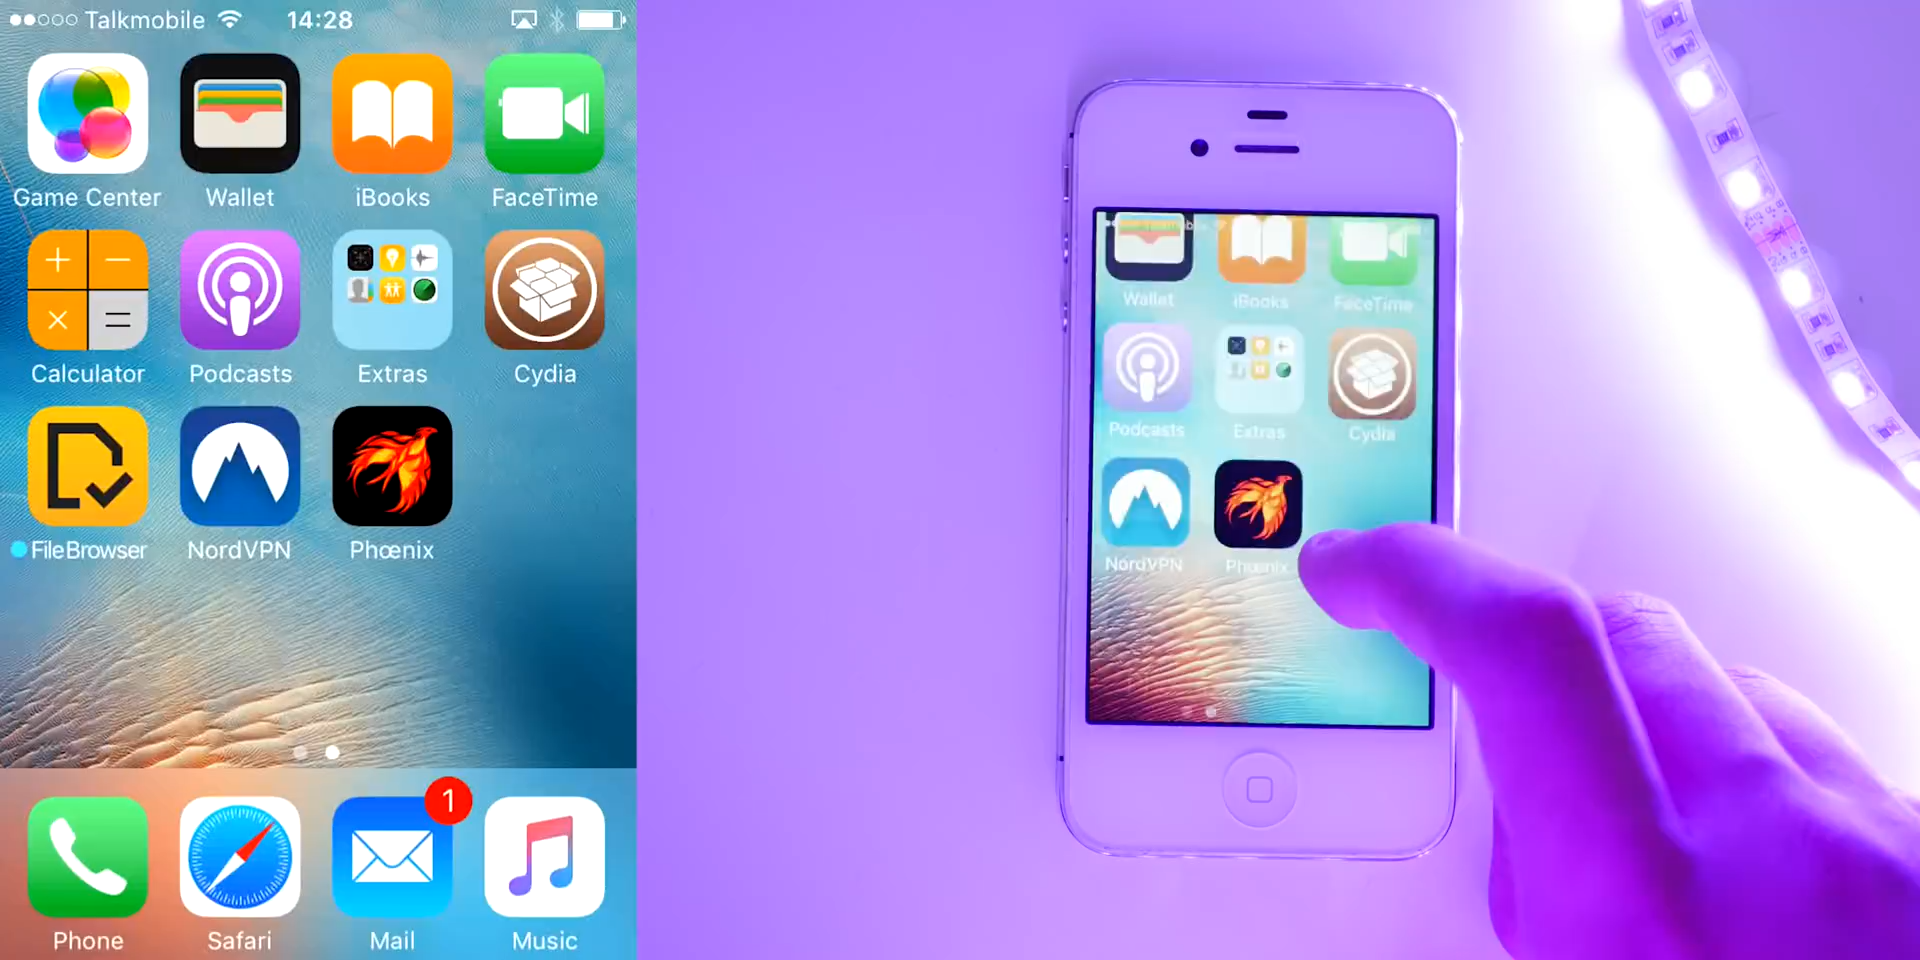 Talkmobile 14:28
Game Center Wallet iBooks FaceTime
Calculator Podcasts Extras Cydia
FileBrowser NordVPN Phœnix
1
Phone Safari Mail Music
Wallet iBooks FaceTime
Podcasts Extras Cydia
NordVPN Phœnix